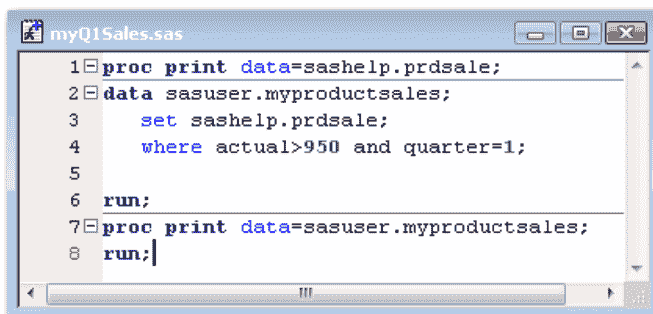 myQ1Sales.sas
1 proc print data=sashelp.prdsale;
2 data sasuser.myproductsales;
3    set sashelp.prdsale;
4    where actual>950 and quarter=1;
5
6 run;
7 proc print data=sasuser.myproductsales;
8 run;